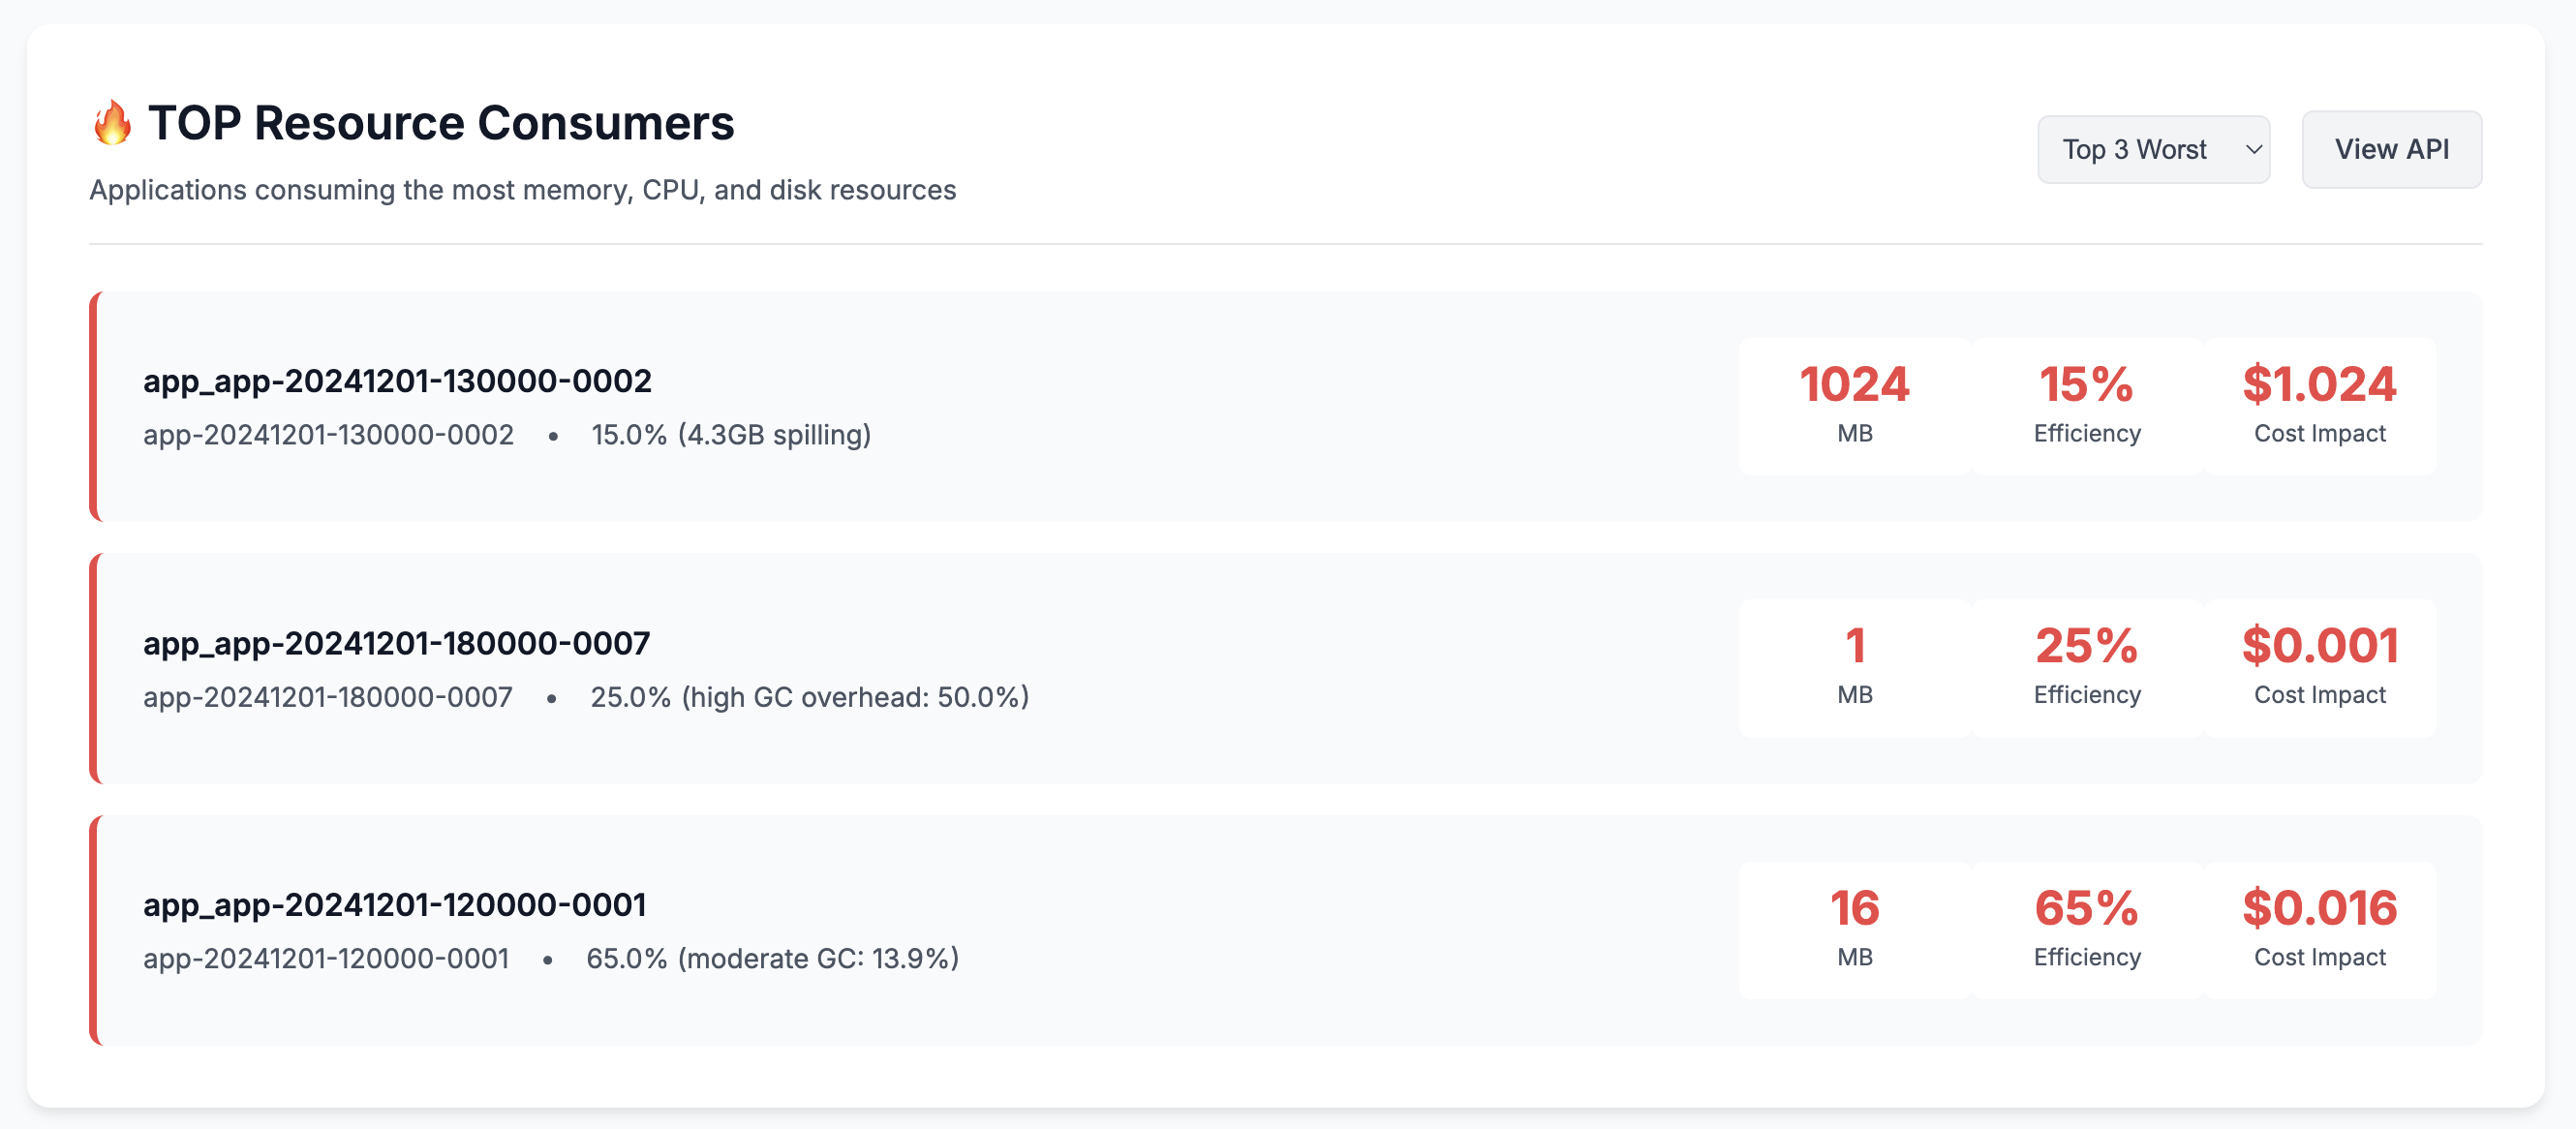 🔥 TOP Resource Consumers
Applications consuming the most memory, CPU, and disk resources
Top 3 Worst
View API
app_app-20241201-130000-0002
app-20241201-130000-0002 • 15.0% (4.3GB spilling)
1024
MB
15%
Efficiency
$1.024
Cost Impact
app_app-20241201-180000-0007
app-20241201-180000-0007 • 25.0% (high GC overhead: 50.0%)
1
MB
25%
Efficiency
$0.001
Cost Impact
app_app-20241201-120000-0001
app-20241201-120000-0001 • 65.0% (moderate GC: 13.9%)
16
MB
65%
Efficiency
$0.016
Cost Impact